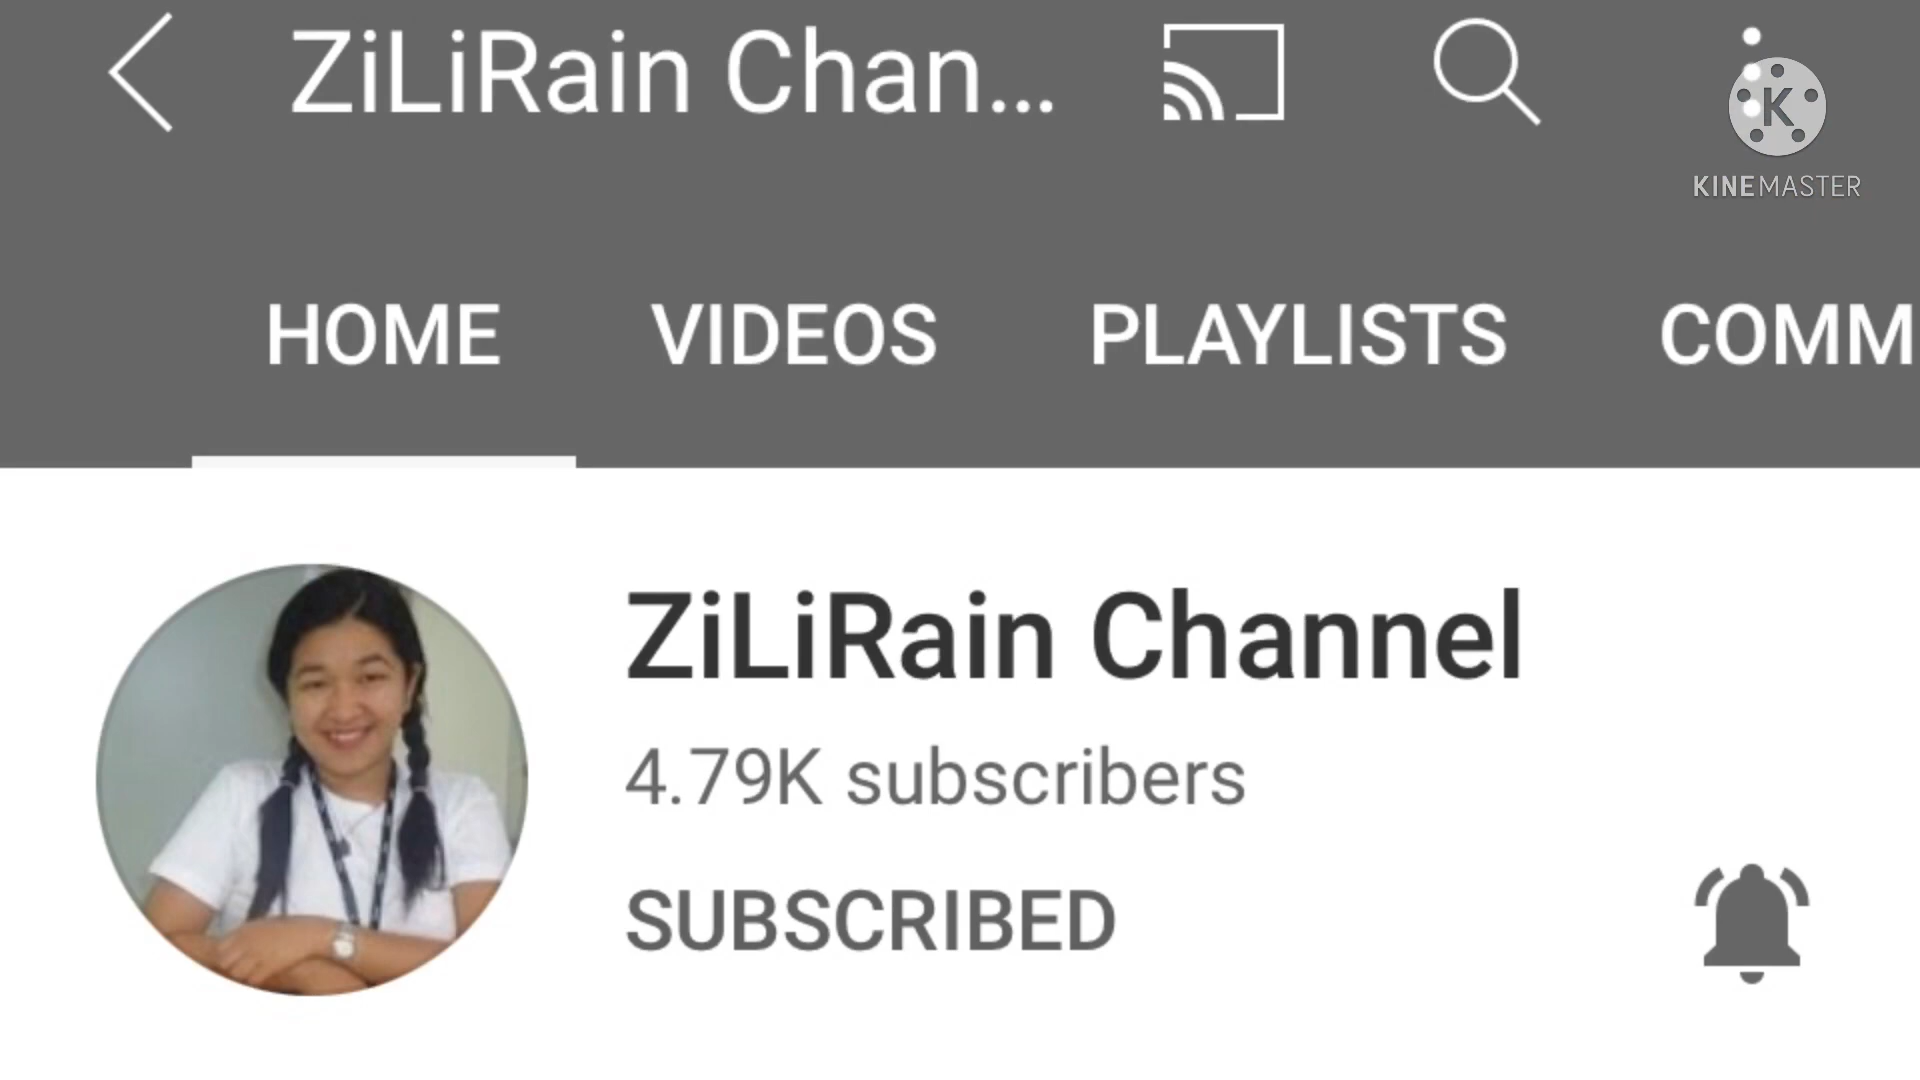 ZiLiRain Chan...
K
KINEMASTER
HOME VIDEOS PLAYLISTS COMM
ZiLiRain Channel
4.79K subscribers
SUBSCRIBED